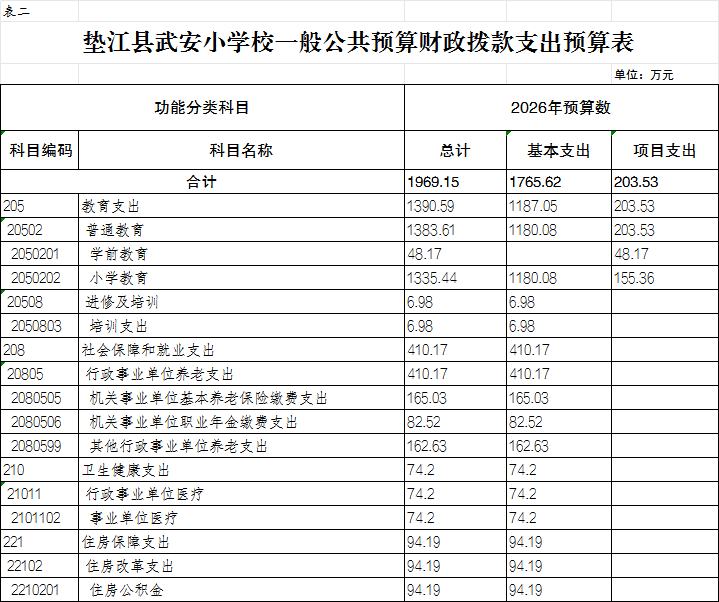 表二
垫江县武安小学校一般公共预算财政拨款支出预算表
单位：万元
功能分类科目 2026年预算数
科目编码 科目名称 总计 基本支出 项目支出
合计 1969.15 1765.62 203.53
205 教育支出 1390.59 1187.05 203.53
20502 普通教育 1383.61 1180.08 203.53
2050201 学前教育 48.17 48.17
2050202 小学教育 1335.44 1180.08 155.36
20508 进修及培训 6.98 6.98
2050803 培训支出 6.98 6.98
208 社会保障和就业支出 410.17 410.17
20805 行政事业单位养老支出 410.17 410.17
2080505 机关事业单位基本养老保险缴费支出 165.03 165.03
2080506 机关事业单位职业年金缴费支出 82.52 82.52
2080599 其他行政事业单位养老支出 162.63 162.63
210 卫生健康支出 74.2 74.2
21011 行政事业单位医疗 74.2 74.2
2101102 事业单位医疗 74.2 74.2
221 住房保障支出 94.19 94.19
22102 住房改革支出 94.19 94.19
2210201 住房公积金 94.19 94.19